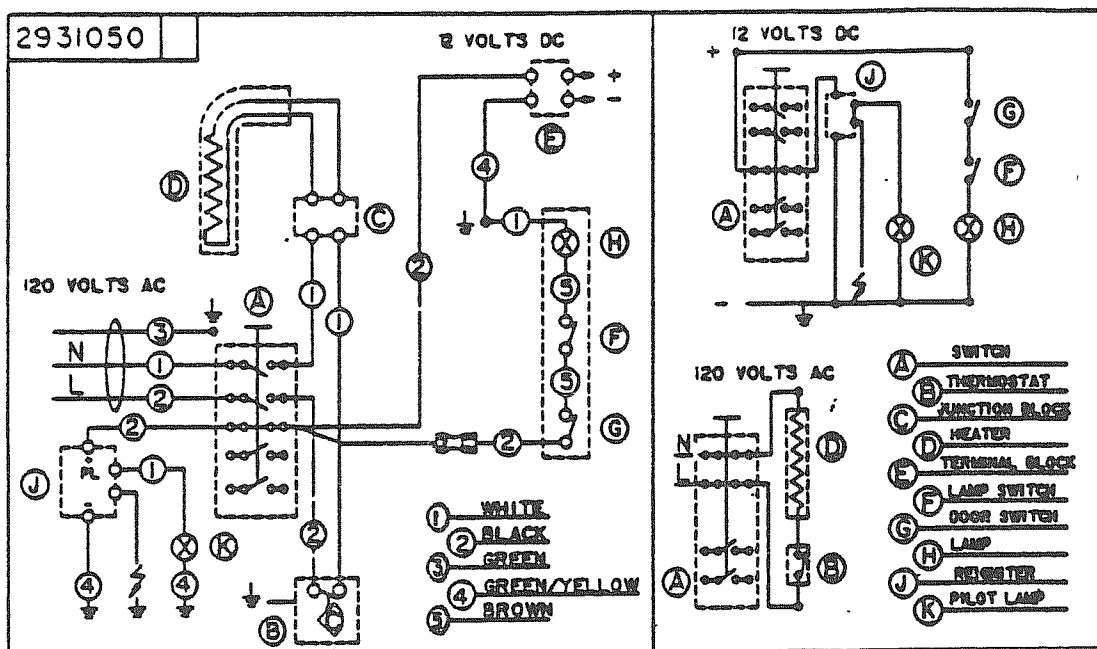 2931050
12 VOLTS DC
+
-
E
D
C
4
1
2
H
5
F
5
G
2
1
1
120 VOLTS AC
A
3
N
1
L
2
2
J
PL
+
-
1
K
4
4
2
B
1 WHITE
2 BLACK
3 GREEN
4 GREEN/YELLOW
5 BROWN
12 VOLTS DC
+
J
G
F
A
H
K
-
120 VOLTS AC
N
L
D
B
A
A SWITCH
B THERMOSTAT
C JUNCTION BLOCK
D HEATER
E TERMINAL BLOCK
F LAMP SWITCH
G DOOR SWITCH
H LAMP
J REIGNITER
K PILOT LAMP